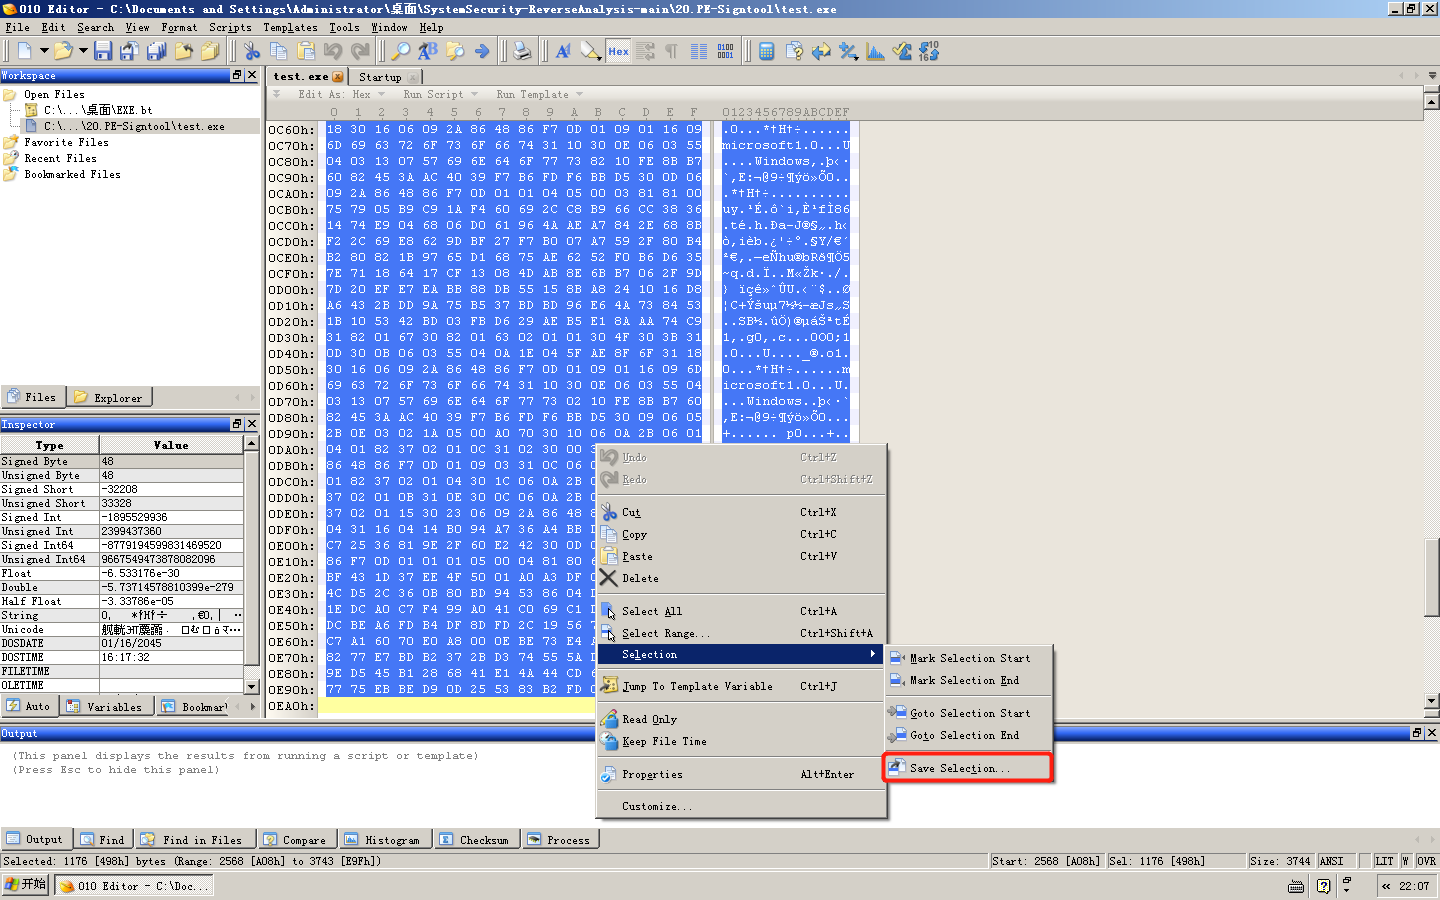 010 Editor - C:\Documents and Settings\Administrator\桌面\SystemSecurity-ReverseAnalysis-main\20.PE-Signtool\test.exe
File Edit Search View Format Scripts Templates Tools Window Help
Workspace
Open Files
C:\...\桌面\EXE.bt
C:\...\20.PE-Signtool\test.exe
Favorite Files
Recent Files
Bookmarked Files
Files Explorer
Inspector
Type Value
Signed Byte 48
Unsigned Byte 48
Signed Short -32208
Unsigned Short 33328
Signed Int -1895529936
Unsigned Int 2399437360
Signed Int64 -8779194599831469520
Unsigned Int64 9667549473878082096
Float -6.533176e-30
Double -5.73714578810399e-279
Half Float -3.33786e-05
String
Unicode
DOSDATE 01/16/2045
DOSTIME 16:17:32
FILETIME
OLETIME
Auto Variables Bookmar
test.exe Startup
Edit As: Hex Run Script Run Template
0 1 2 3 4 5 6 7 8 9 A B C D E F 0123456789ABCDEF
0C60h: 18 30 16 06 09 2A 86 48 86 F7 0D 01 09 01 16 09 .0...*†H†÷......
0C70h: 6D 69 63 72 6F 73 6F 66 74 31 10 30 0E 06 03 55 microsoft1.0...U
0C80h: 04 03 13 07 57 69 6E 64 6F 77 73 82 10 FE 8B B7 ....Windows‚.þ‹·
0C90h: 60 82 45 3A AC 40 39 F7 B6 FD F6 BB D5 30 0D 06 `‚E:¬@9÷¶ýö»Õ0..
0CA0h: 09 2A 86 48 86 F7 0D 01 01 04 05 00 03 81 81 00 .*†H†÷..........
0CB0h: 75 79 05 B9 C9 1A F4 60 69 2C C8 B9 66 CC 38 36 uy.¹É.ô`i,È¹fÌ86
0CC0h: 14 74 E9 04 68 06 D0 61 96 4A AE A7 84 2E 68 8B .té.h.Ða–J®§„.h‹
0CD0h: F2 2C 69 E8 62 9D BF 27 F7 B0 07 A7 59 2F 80 B4 ò,ièb.¿'÷°.§Y/€´
0CE0h: B2 80 82 1B 97 65 D1 68 75 AE 62 52 F0 B6 D6 35 ²€‚.—eÑhu®bRð¶Ö5
0CF0h: 7E 71 18 64 17 CF 13 08 4D AB 8E 6B B7 06 2F 9D ~q.d.Ï..M«Žk·./.
0D00h: 7D 20 EF E7 EA BB 88 DB 55 15 8B A8 24 10 16 D8 } ïçê»ˆÛU.‹¨$..Ø
0D10h: A6 43 2B DD 9A 75 B5 37 BD BD 96 E6 4A 73 84 53 ¦C+Ýšuµ7½½–æJs„S
0D20h: 1B 10 53 42 BD 03 FB D6 29 AE B5 E1 8A AA 74 C9 ..SB½.ûÖ)®µáŠªtÉ
0D30h: 31 82 01 67 30 82 01 63 02 01 01 30 4F 30 3B 31 1‚.g0‚.c...0O0;1
0D40h: 0D 30 0B 06 03 55 04 0A 1E 04 5F AE 8F 6F 31 18 .0...U...._®.o1.
0D50h: 30 16 06 09 2A 86 48 86 F7 0D 01 09 01 16 09 6D 0...*†H†÷......m
0D60h: 69 63 72 6F 73 6F 66 74 31 10 30 0E 06 03 55 04 icrosoft1.0...U.
0D70h: 03 13 07 57 69 6E 64 6F 77 73 02 10 FE 8B B7 60 ...Windows..þ‹·`
0D80h: 82 45 3A AC 40 39 F7 B6 FD F6 BB D5 30 09 06 05 ‚E:¬@9÷¶ýö»Õ0...
0D90h: 2B 0E 03 02 1A 05 00 A0 70 30 10 06 0A 2B 06 01 +...... p0...+..
0DA0h: 04 01 82 37 02 01 0C 31 02 30 00
0DB0h: 86 48 86 F7 0D 01 09 03 31 0C 06
0DC0h: 01 82 37 02 01 04 30 1C 06 0A 2B
0DD0h: 37 02 01 0B 31 0E 30 0C 06 0A 2B
0DE0h: 37 02 01 15 30 23 06 09 2A 86 48
0DF0h: 04 31 16 04 14 B0 94 A7 36 A4 BB
0E00h: C7 25 36 81 9E 2F 60 E2 42 30 0D
0E10h: 86 F7 0D 01 01 01 05 00 04 81 80
0E20h: BF 43 1D 37 EE 4F 50 01 A0 A3 DF
0E30h: 4C D5 2C 36 0B 80 BD 94 53 86 04
0E40h: 1E DC A0 C7 F4 99 A0 41 C0 69 C1
0E50h: DC BE A6 FD B4 DF 8D FD 2C 19 56
0E60h: C7 A1 60 70 E0 A8 00 0E BE 73 E4
0E70h: 82 77 E7 BD B2 37 2B D3 74 55 5A
0E80h: 9E D5 45 B1 28 68 41 E1 4A 44 CD
0E90h: 77 75 EB BE D9 0D 25 53 83 B2 FD
0EA0h:
Undo Ctrl+Z
Redo Ctrl+Shift+Z
Cut Ctrl+X
Copy Ctrl+C
Paste Ctrl+V
Delete
Select All Ctrl+A
Select Range... Ctrl+Shift+A
Selection
Jump To Template Variable Ctrl+J
Read Only
Keep File Time
Properties Alt+Enter
Customize...
Mark Selection Start
Mark Selection End
Goto Selection Start
Goto Selection End
Save Selection...
Output
(This panel displays the results from running a script or template)
(Press Esc to hide this panel)
Output Find Find in Files Compare Histogram Checksum Process
Selected: 1176 [498h] bytes (Range: 2568 [A08h] to 3743 [E9Fh]) Start: 2568 [A08h] Sel: 1176 [498h] Size: 3744 ANSI LIT W OVR
开始 010 Editor - C:\Doc... « 22:07